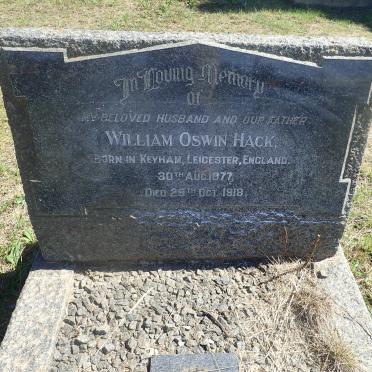 In Loving Memory
OF
MY BELOVED HUSBAND AND OUR FATHER
WILLIAM OSWIN HACK,
BORN IN KEYHAM, LEICESTER, ENGLAND.
30TH AUG. 1877,
DIED 29TH OCT. 1918.